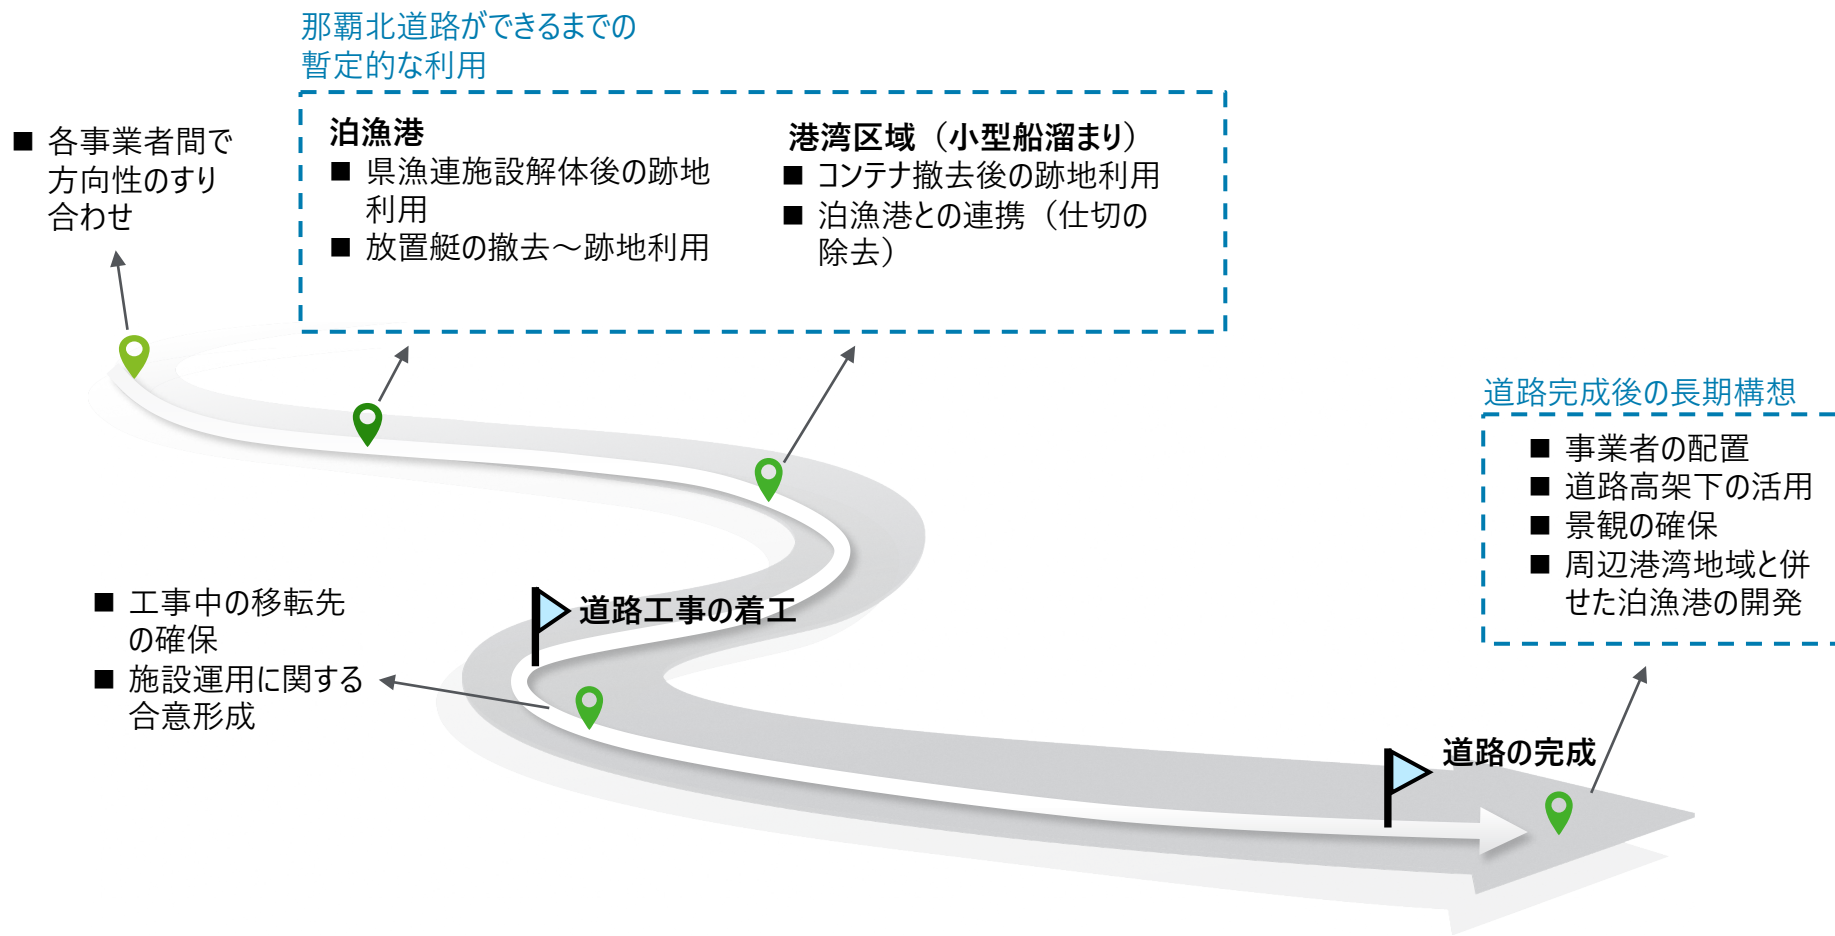 那覇北道路ができるまでの
暫定的な利用
■ 各事業者間で
方向性のすり
合わせ
泊漁港
■ 県漁連施設解体後の跡地
利用
■ 放置艇の撤去～跡地利用
港湾区域（小型船溜まり）
■ コンテナ撤去後の跡地利用
■ 泊漁港との連携（仕切の
除去）
道路完成後の長期構想
■ 事業者の配置
■ 道路高架下の活用
■ 景観の確保
■ 周辺港湾地域と併
せた泊漁港の開発
■ 工事中の移転先
の確保
■ 施設運用に関する
合意形成
道路工事の着工
道路の完成